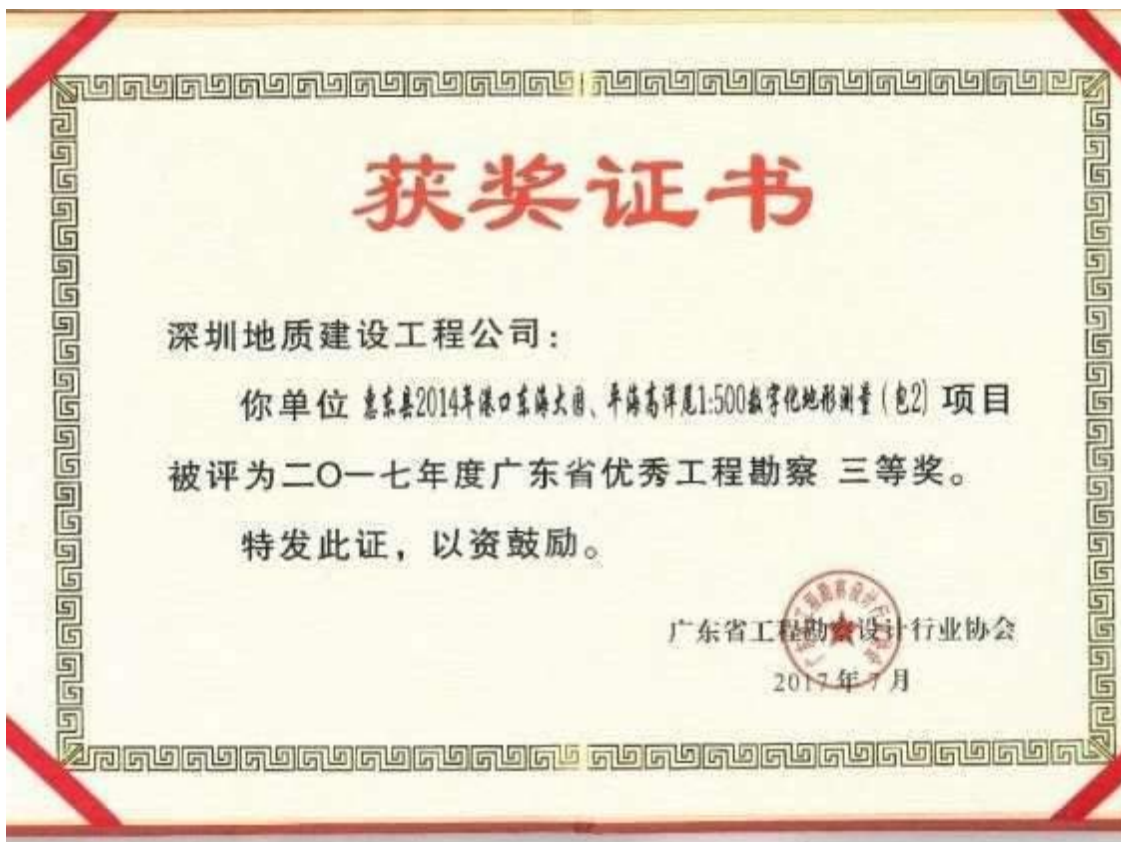 获奖证书
深圳地质建设工程公司：
你单位 惠东县2014年港口东海大园、平海高洋尾1:500数字化地形测量(包2) 项目
被评为二〇一七年度广东省优秀工程勘察 三等奖。
特发此证，以资鼓励。
广东省工程勘察设计行业协会
2017年7月